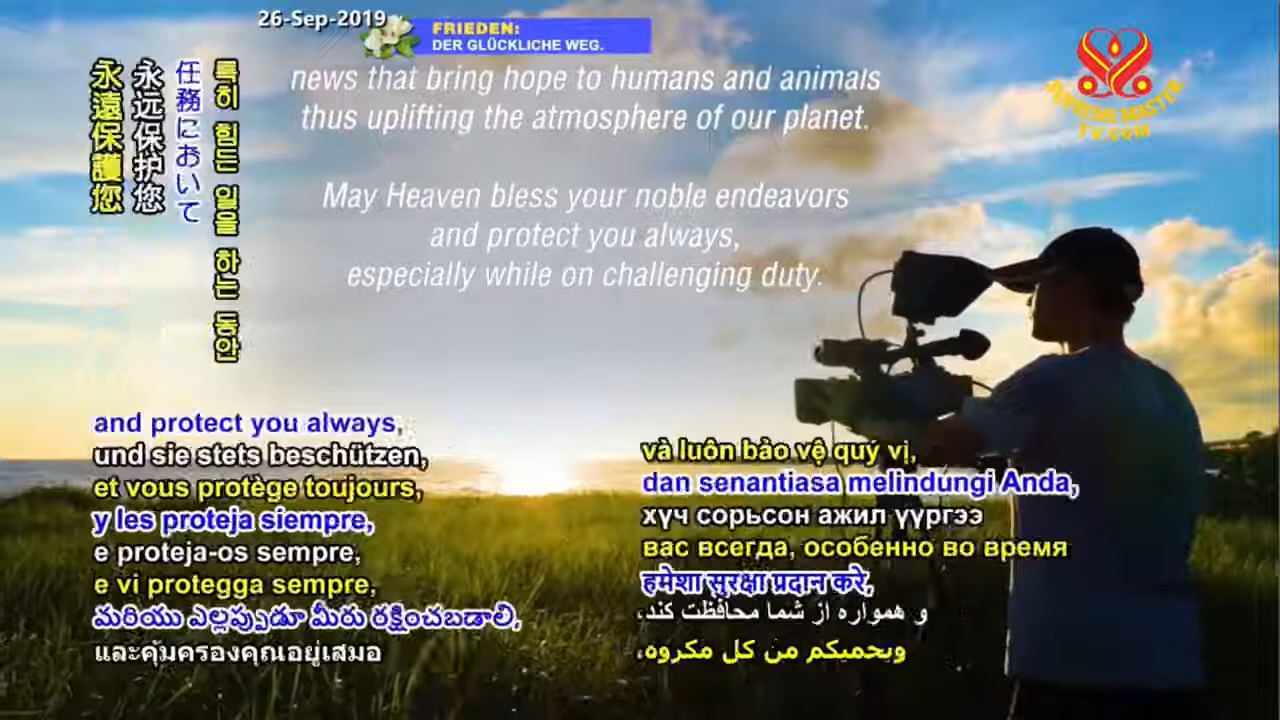 26-Sep-2019
FRIEDEN:
DER GLÜCKLICHE WEG.
SUPREME MASTER
TV.COM
news that bring hope to humans and animals
thus uplifting the atmosphere of our planet.
May Heaven bless your noble endeavors
and protect you always,
especially while on challenging duty.
永遠保護您
永远保护您
任務において
특히 힘든 일을 하는 동안
and protect you always,
und sie stets beschützen,
et vous protège toujours,
y les proteja siempre,
e proteja-os sempre,
e vi protegga sempre,
మరియు ఎల్లప్పుడూ మీరు రక్షించబడాలి,
และคุ้มครองคุณอยู่เสมอ
và luôn bảo vệ quý vị,
dan senantiasa melindungi Anda,
хүч сорьсон ажил үүргээ
вас всегда, особенно во время
हमेशा सुरक्षा प्रदान करे,
و همواره از شما محافظت کند،
ويحميكم من كل مكروه،